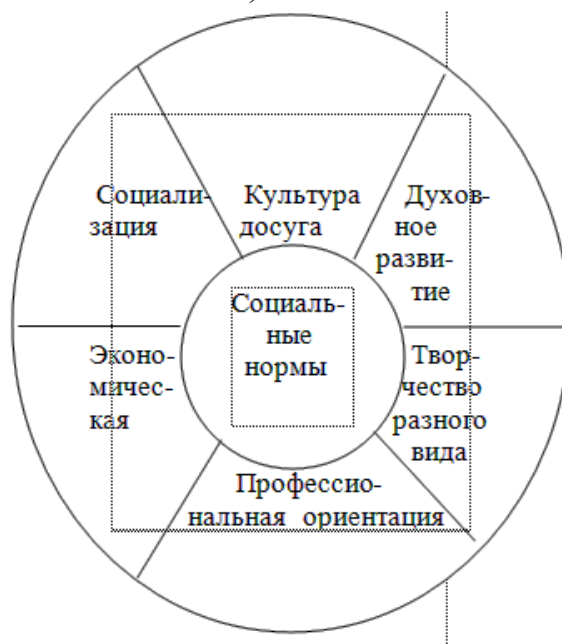 Социали-
зация
Культура
досуга
Духов-
ное
разви-
тие
Социаль-
ные
нормы
Эконо-
мичес-
кая
Твор-
чество
разного
вида
Профессио-
нальная ориентация